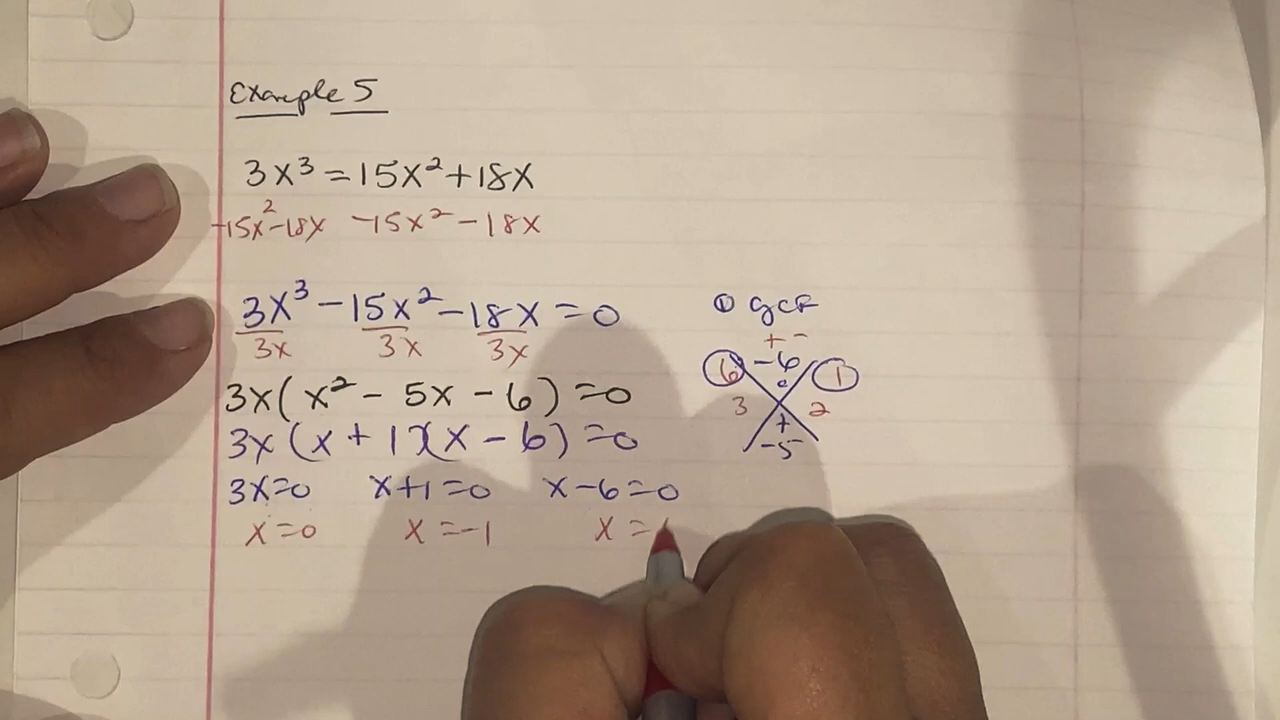 Example 5
3x³ = 15x² + 18x
-15x² - 18x -15x² - 18x
3x³ - 15x² - 18x = 0
3x 3x 3x
3x(x² - 5x - 6) = 0
3x(x + 1)(x - 6) = 0
3x=0 x+1=0 x-6=0
x=0 x=-1 x=
① GCF
+ -
6 -6 1
3 2
+
-5